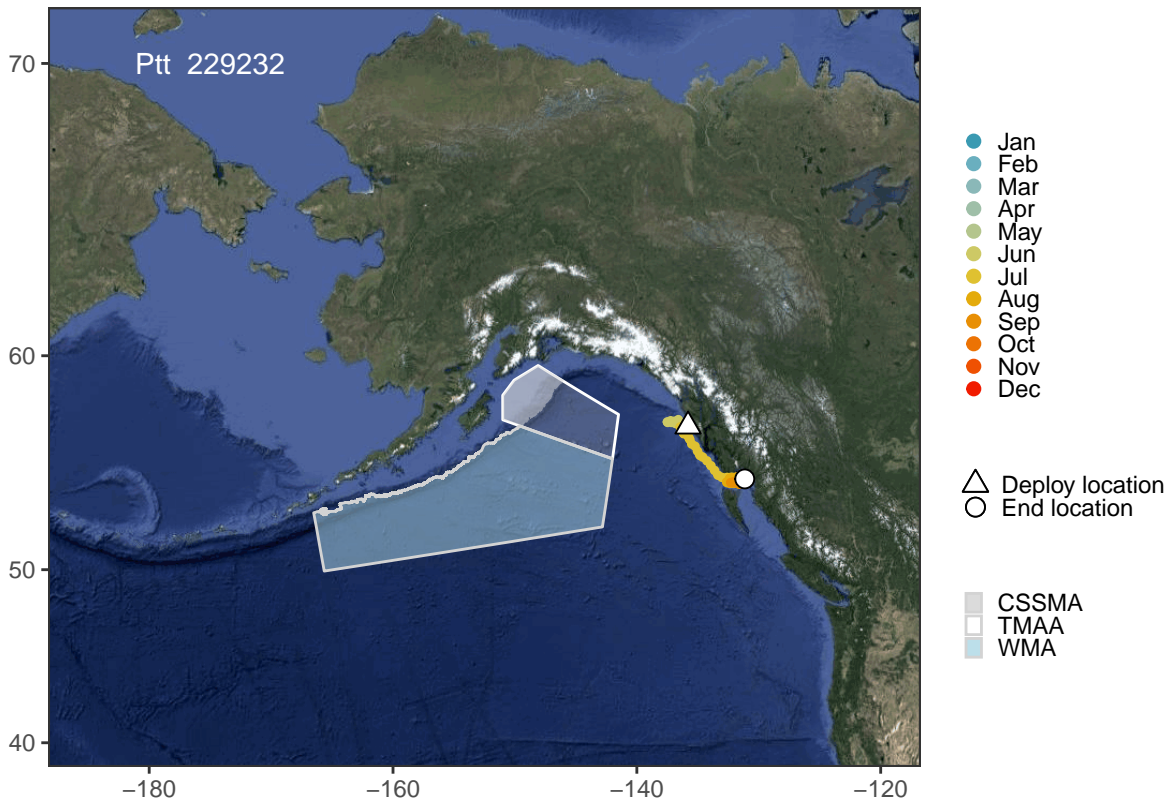 Ptt 229232
70
60
50
40
−180
−160
−140
−120
Jan
Feb
Mar
Apr
May
Jun
Jul
Aug
Sep
Oct
Nov
Dec
Deploy location
End location
CSSMA
TMAA
WMA